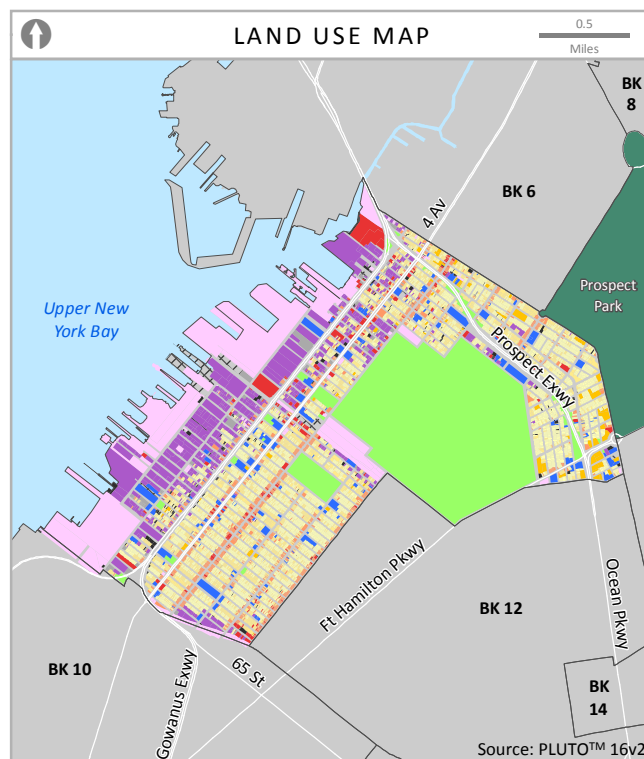 LAND USE MAP
0.5
Miles
BK
8
BK 6
4 Av
Prospect
Park
Upper New
York Bay
Prospect Exwy
Ft Hamilton Pkwy
BK 12
Ocean Pkwy
BK 10
65 St
Gowanus Exwy
BK
14
Source: PLUTO™ 16v2